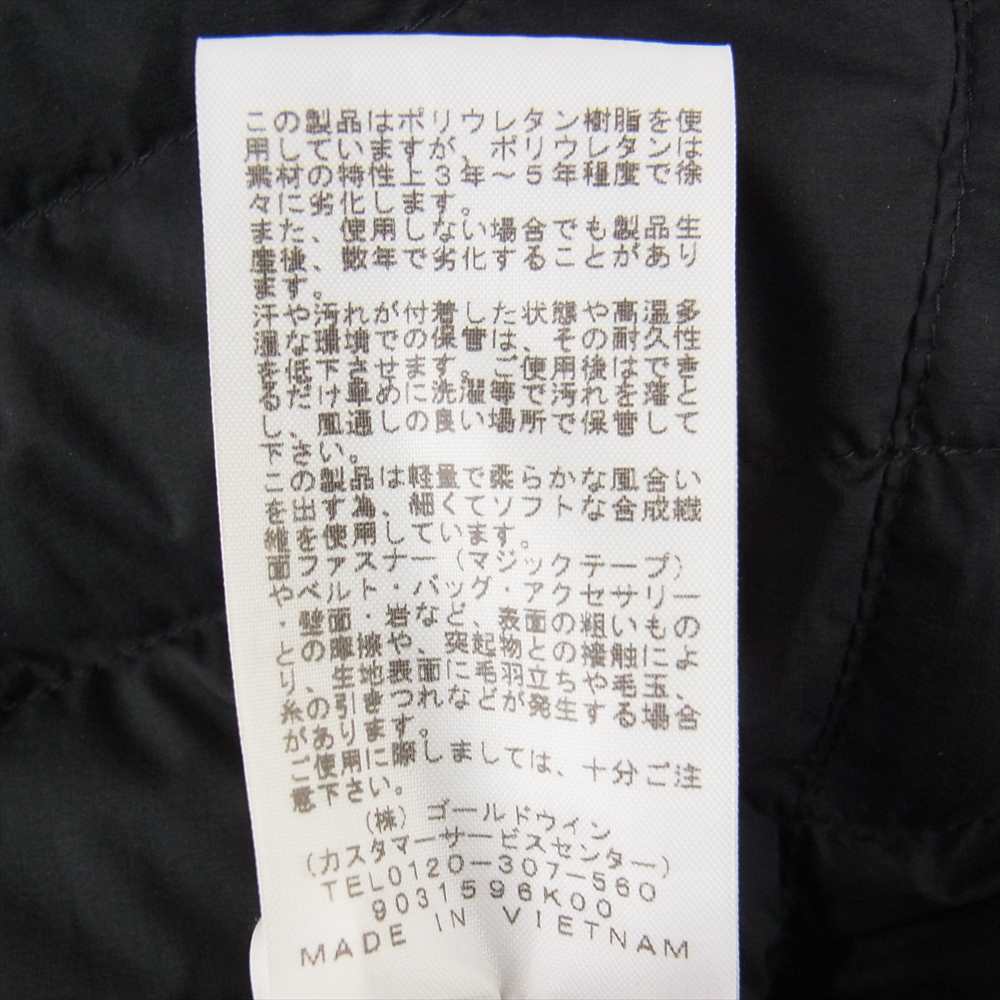 この製品はポリウレタン樹脂を使
用していますが、ポリウレタンは
素材の特性上3年～5年程度で徐
々に劣化します。
また、使用しない場合でも製品生
産後、数年で劣化することがあり
ます。
汗や汚れが付着した状態や高温多
湿な環境での保管は、その耐久性
を低下させます。ご使用後はでき
るだけ単めに洗濯等で汚れを落と
し、風通しの良い場所で保管して
下さい。
この製品は軽量で柔らかな風合い
を出す為、細くてソフトな合成繊
維を使用しています。
面ファスナー（マジックテープ）
やベルト・バッグ・アクセサリー
・壁面・岩など、表面の粗いもの
との摩擦や、突起物との接触によ
り、生地表面に毛羽立ちや毛玉、
糸の引きつれなどが発生する場合
があります。
ご使用に際しましては、十分ご注
意下さい。
（株）ゴールドウイン
（カスタマーサービスセンター）
TEL0120-307-560
9031596K00
MADE IN VIETNAM